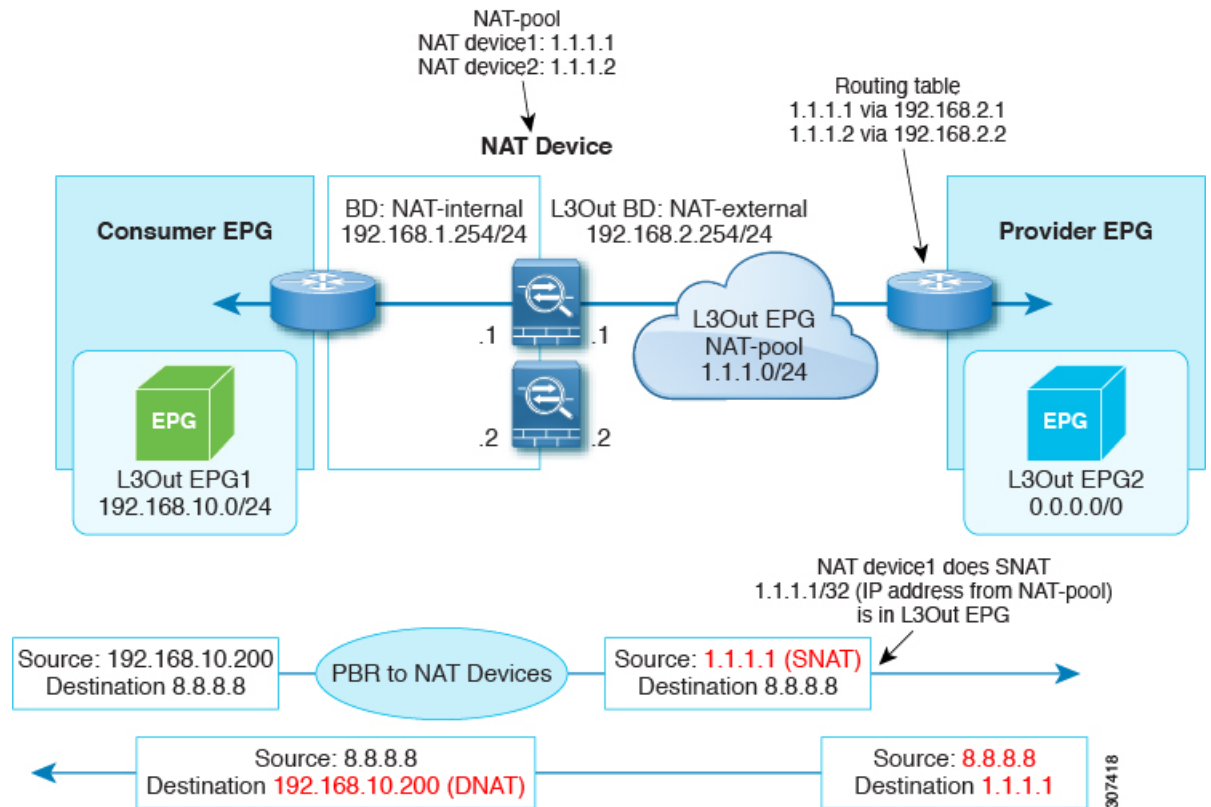 NAT-pool
NAT device1: 1.1.1.1
NAT device2: 1.1.1.2
Routing table
1.1.1.1 via 192.168.2.1
1.1.1.2 via 192.168.2.2
NAT Device
Consumer EPG
BD: NAT-internal
192.168.1.254/24
L3Out BD: NAT-external
192.168.2.254/24
Provider EPG
.1
.1
L3Out EPG
NAT-pool
1.1.1.0/24
.2
.2
EPG
L3Out EPG1
192.168.10.0/24
EPG
L3Out EPG2
0.0.0.0/0
NAT device1 does SNAT
1.1.1.1/32 (IP address from NAT-pool)
is in L3Out EPG
Source: 192.168.10.200
Destination 8.8.8.8
PBR to NAT Devices
Source: 1.1.1.1 (SNAT)
Destination 8.8.8.8
Source: 8.8.8.8
Destination 192.168.10.200 (DNAT)
Source: 8.8.8.8
Destination 1.1.1.1
307418